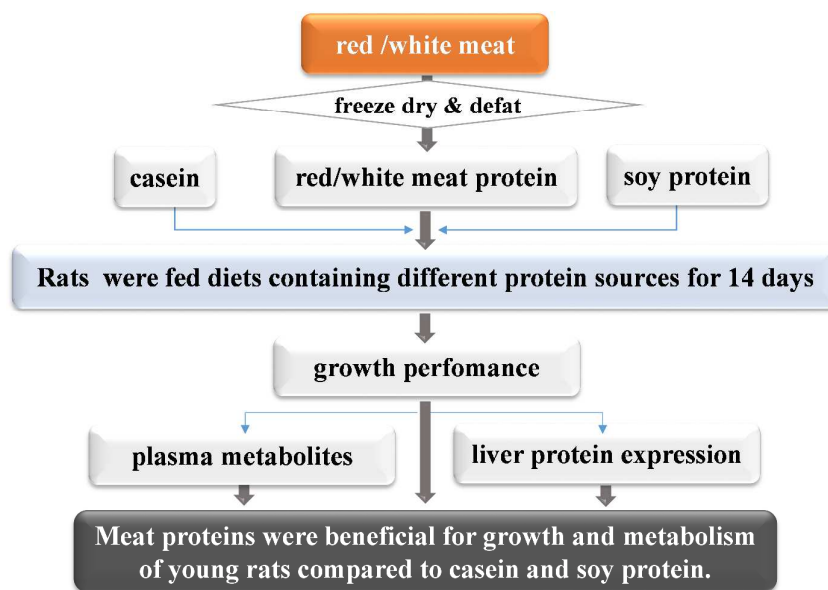 red /white meat
freeze dry & defat
casein
red/white meat protein
soy protein
Rats were fed diets containing different protein sources for 14 days
growth perfomance
plasma metabolites
liver protein expression
Meat proteins were beneficial for growth and metabolism
of young rats compared to casein and soy protein.